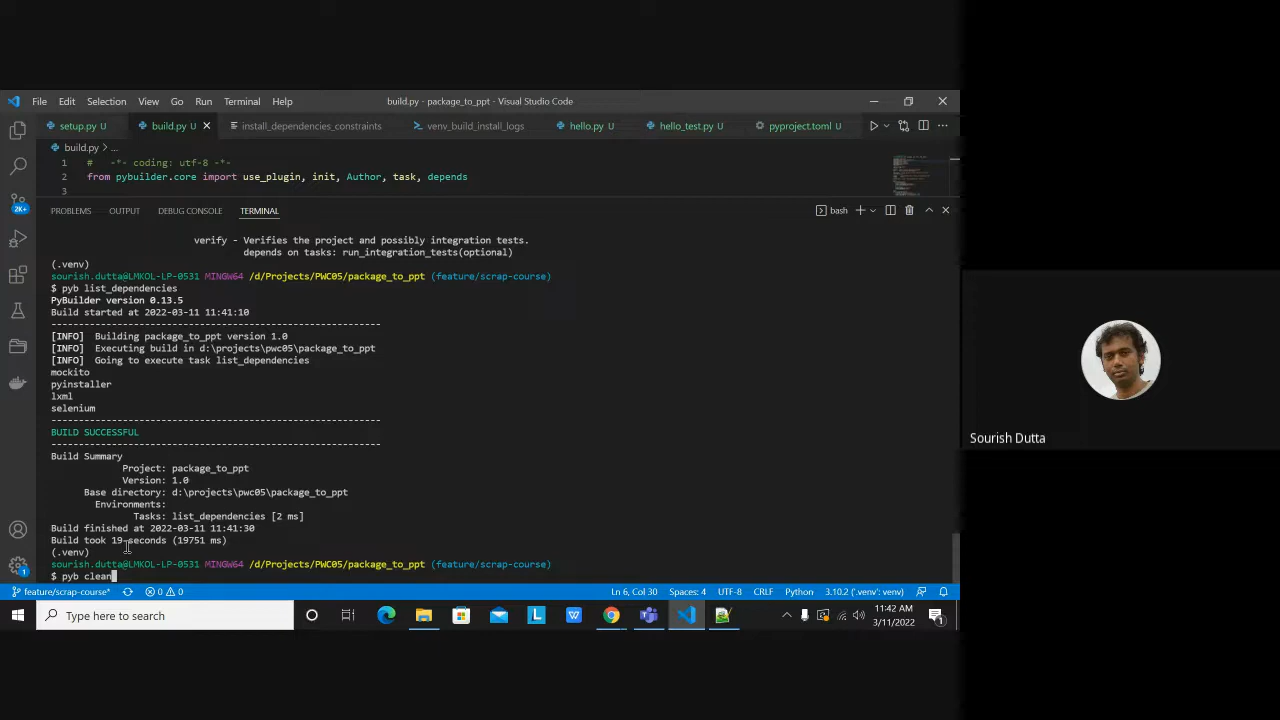 File Edit Selection View Go Run Terminal Help
build.py - package_to_ppt - Visual Studio Code
setup.py U build.py U install_dependencies_constraints venv_build_install_logs hello.py U hello_test.py U pyproject.toml U
build.py > ...
1 # -*- coding: utf-8 -*-
2 from pybuilder.core import use_plugin, init, Author, task, depends
3
PROBLEMS OUTPUT DEBUG CONSOLE TERMINAL
bash
verify - Verifies the project and possibly integration tests.
depends on tasks: run_integration_tests(optional)
(.venv)
sourish.dutta@LMKOL-LP-0531 MINGW64 /d/Projects/PWC05/package_to_ppt (feature/scrap-course)
$ pyb list_dependencies
PyBuilder version 0.13.5
Build started at 2022-03-11 11:41:10
------------------------------------------------------------
[INFO] Building package_to_ppt version 1.0
[INFO] Executing build in d:\projects\pwc05\package_to_ppt
[INFO] Going to execute task list_dependencies
mockito
pyinstaller
lxml
selenium
------------------------------------------------------------
BUILD SUCCESSFUL
------------------------------------------------------------
Build Summary
Project: package_to_ppt
Version: 1.0
Base directory: d:\projects\pwc05\package_to_ppt
Environments:
Tasks: list_dependencies [2 ms]
Build finished at 2022-03-11 11:41:30
Build took 19 seconds (19751 ms)
(.venv)
sourish.dutta@LMKOL-LP-0531 MINGW64 /d/Projects/PWC05/package_to_ppt (feature/scrap-course)
$ pyb clean
2K+
1
feature/scrap-course* 0 0 Ln 6, Col 30 Spaces: 4 UTF-8 CRLF Python 3.10.2 ('.venv': venv)
Type here to search
11:42 AM
3/11/2022
1
Sourish Dutta